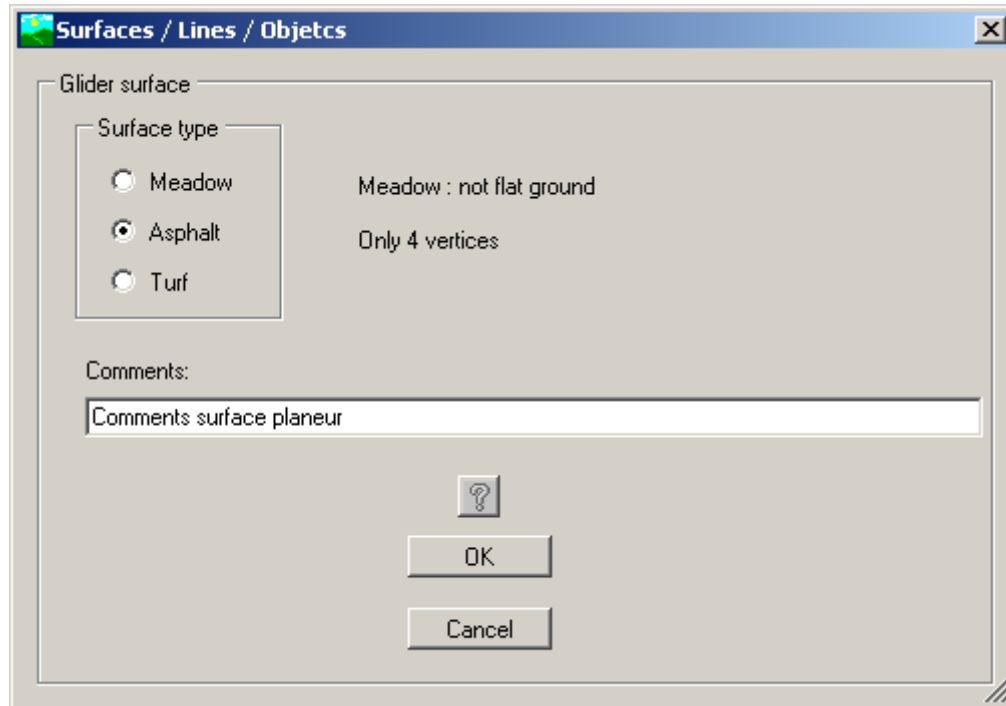 Surfaces / Lines / Objetcs
Glider surface
Surface type
Meadow
Asphalt
Turf
Meadow : not flat ground
Only 4 vertices
Comments:
Comments surface planeur
?
OK
Cancel